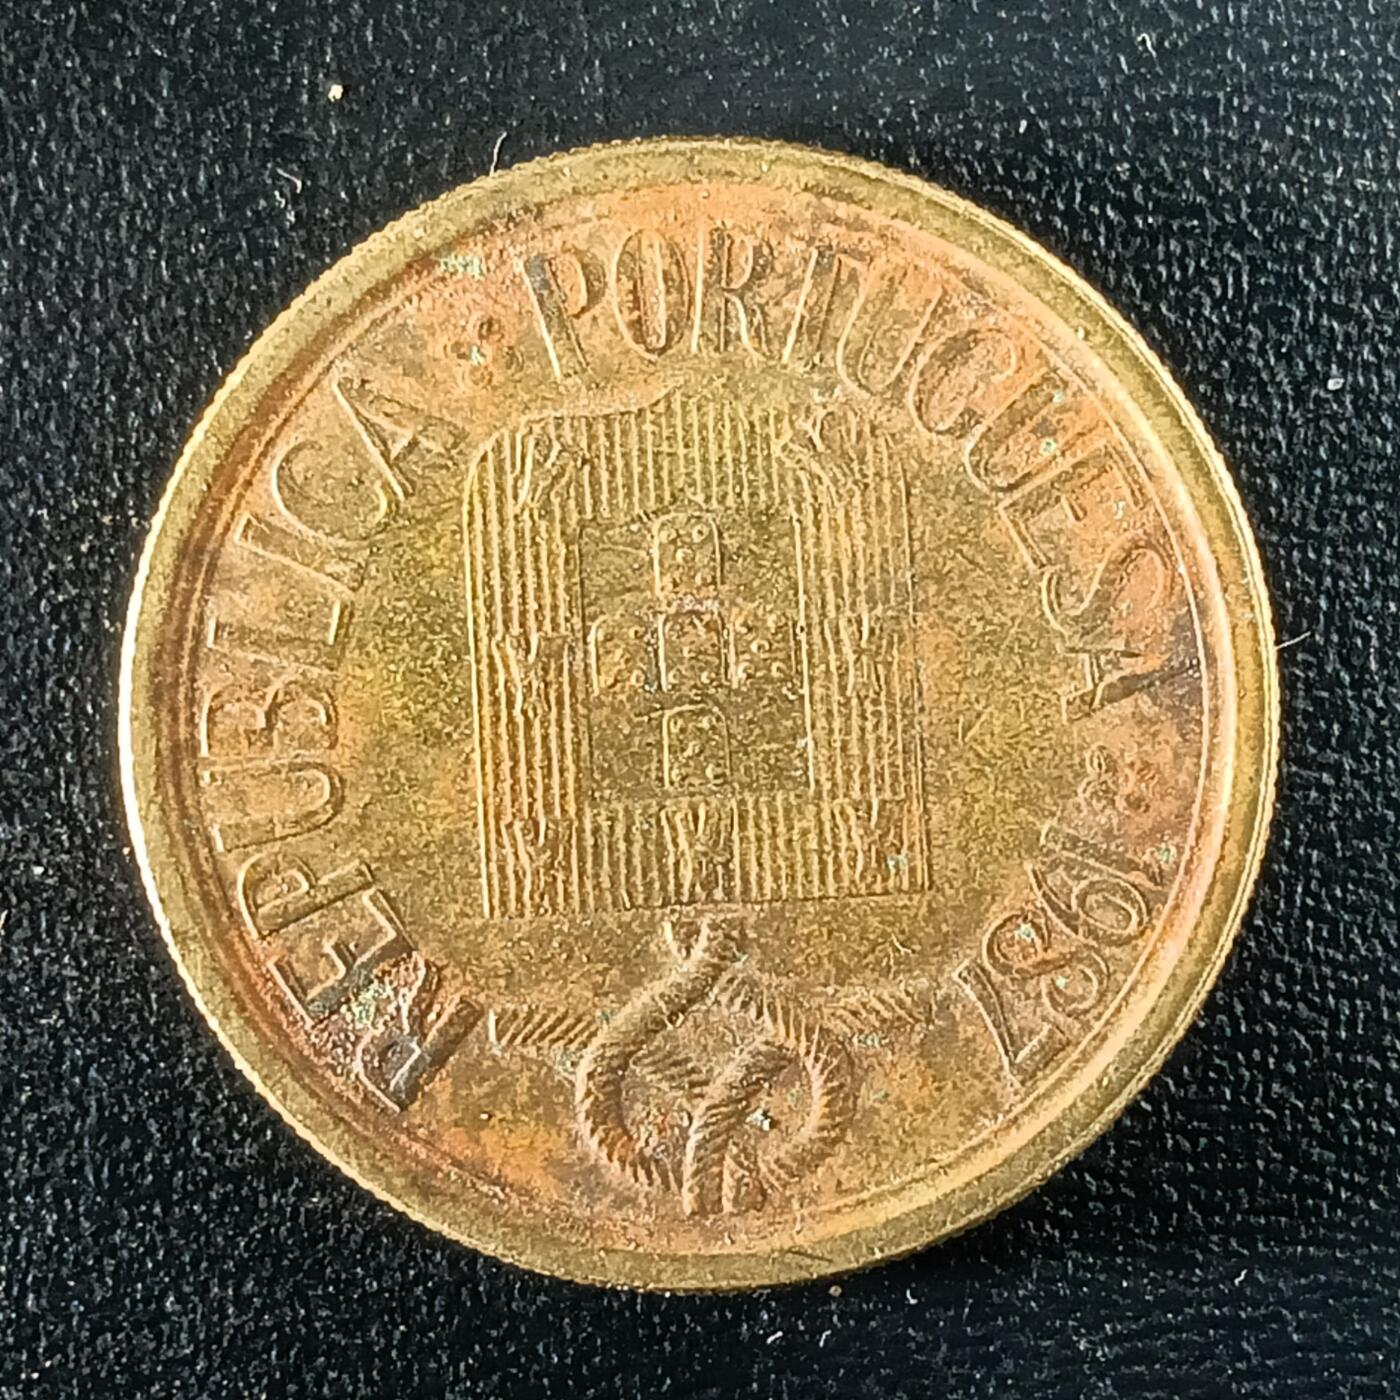 REPUBLICA · PORTUGUESA · 1987